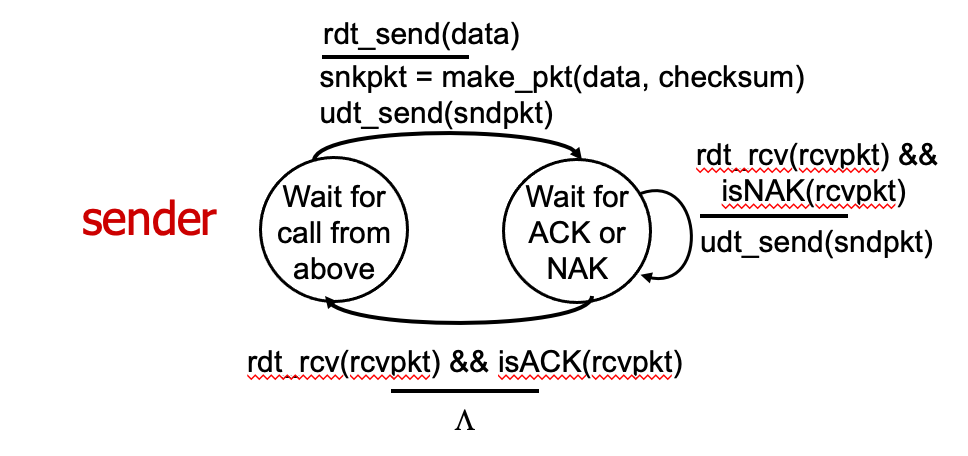 rdt_send(data)
snkpkt = make_pkt(data, checksum)
udt_send(sndpkt)
rdt_rcv(rcvpkt) &&
isNAK(rcvpkt)
udt_send(sndpkt)
sender
Wait for
call from
above
Wait for
ACK or
NAK
rdt_rcv(rcvpkt) && isACK(rcvpkt)
Λ